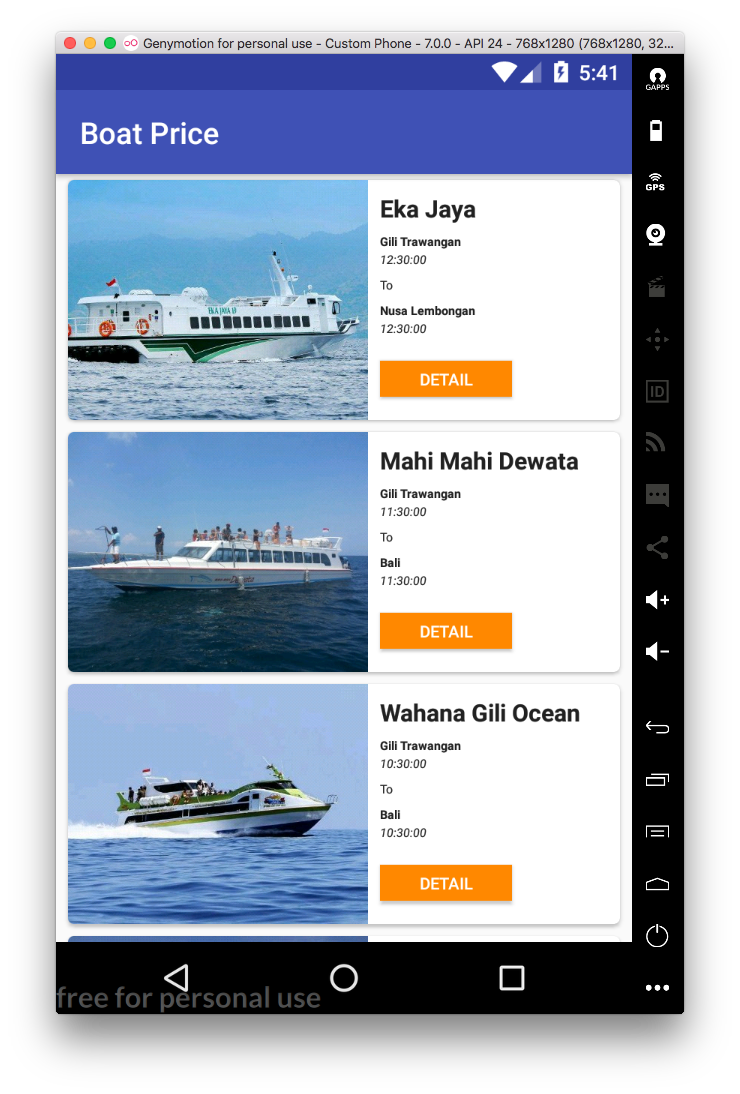 Genymotion for personal use - Custom Phone - 7.0.0 - API 24 - 768x1280 (768x1280, 32...
5:41
GAPPS
Boat Price
GPS
EKA JAYA
Eka Jaya
Gili Trawangan
12:30:00
To
Nusa Lembongan
12:30:00
DETAIL
ID
Dewata
Mahi Mahi Dewata
Gili Trawangan
11:30:00
To
Bali
11:30:00
DETAIL
Wahana Gili Ocean
Gili Trawangan
10:30:00
To
Bali
10:30:00
DETAIL
free for personal use